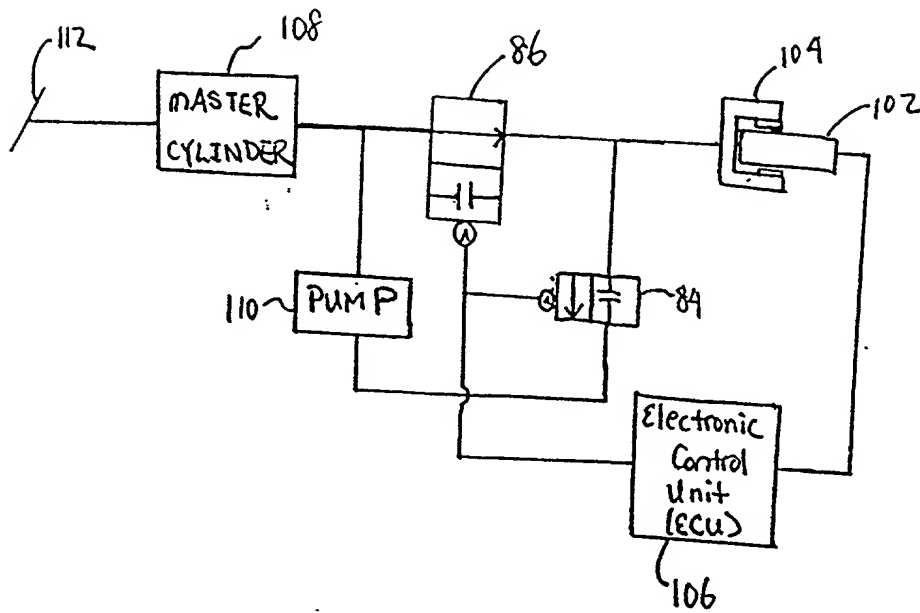 112
108
86
104
102
MASTER
CYLINDER
110
PUMP
84
Electronic
Control
Unit
(ECU)
106